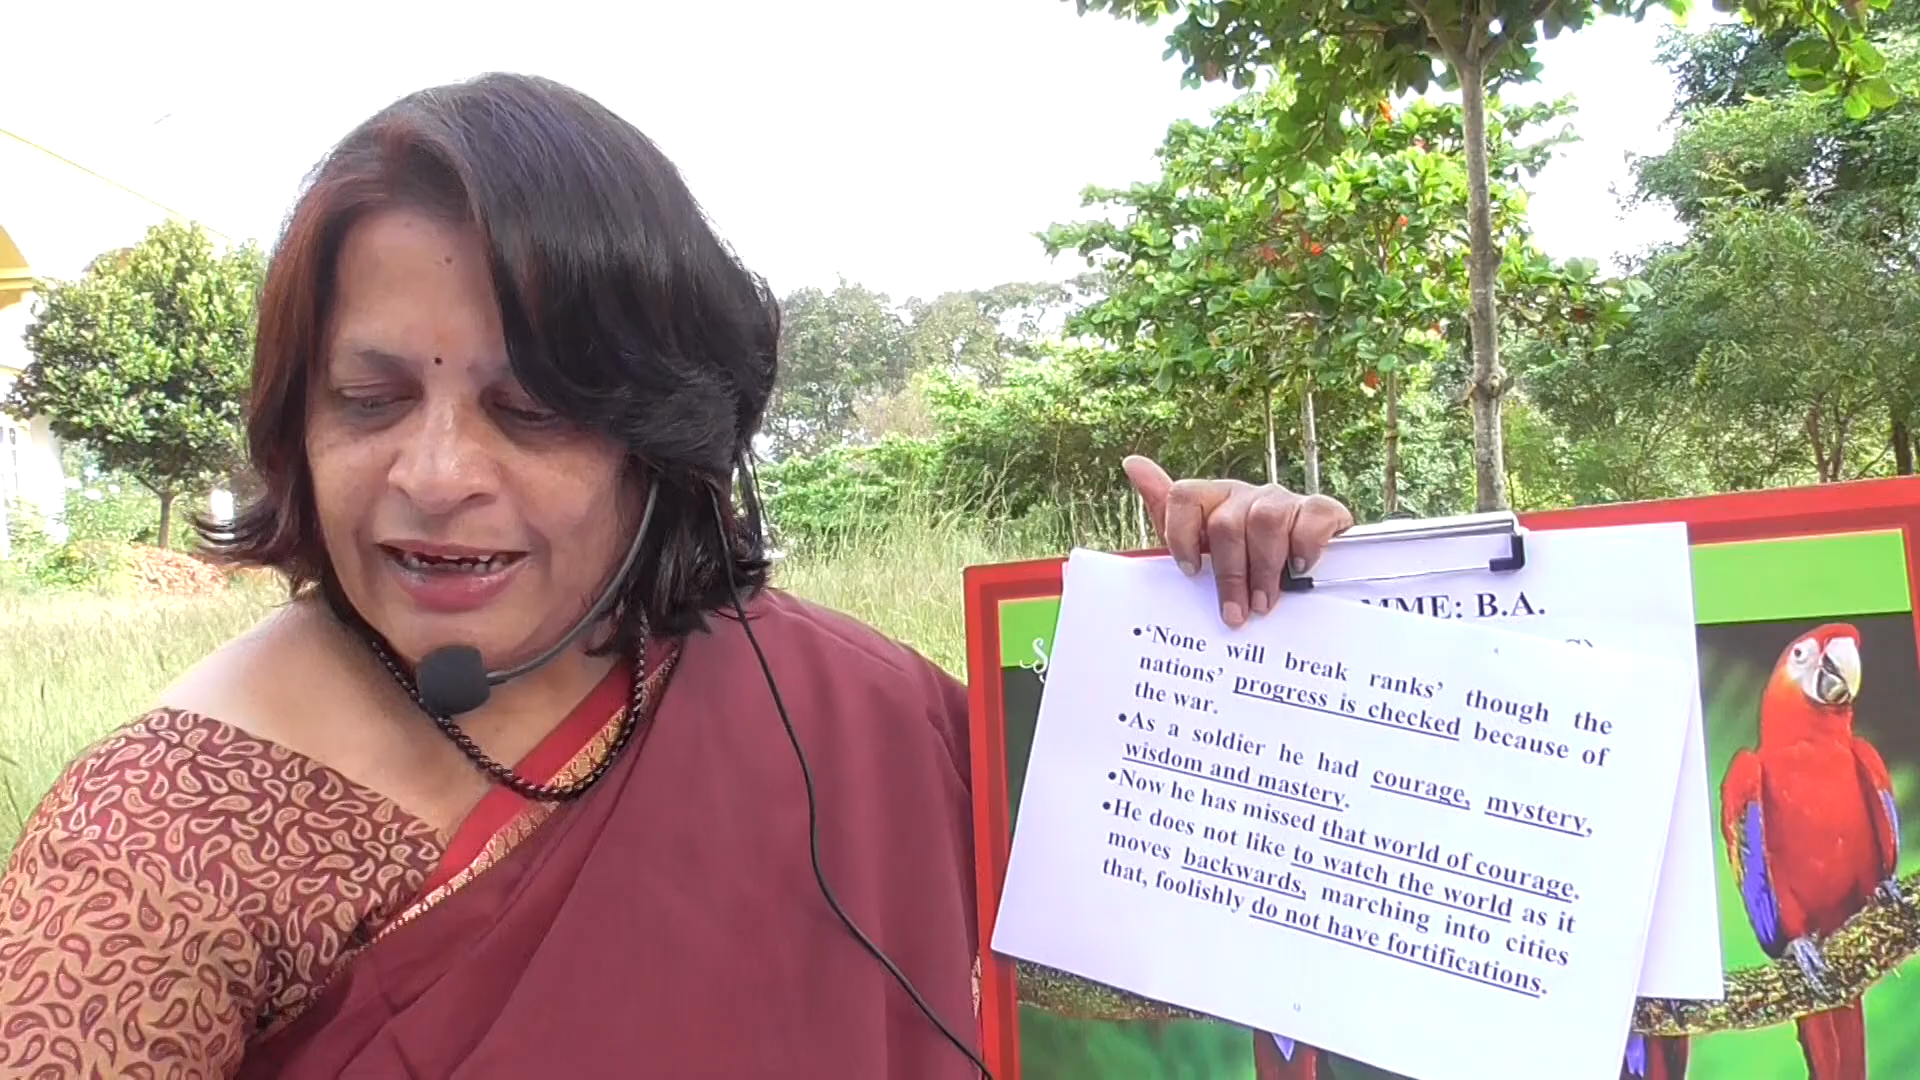 MME: B.A.
•‘None will break ranks’ though the
nations’ progress is checked because of
the war.
•As a soldier he had courage, mystery,
wisdom and mastery.
•Now he has missed that world of courage.
•He does not like to watch the world as it
moves backwards, marching into cities
that, foolishly do not have fortifications.